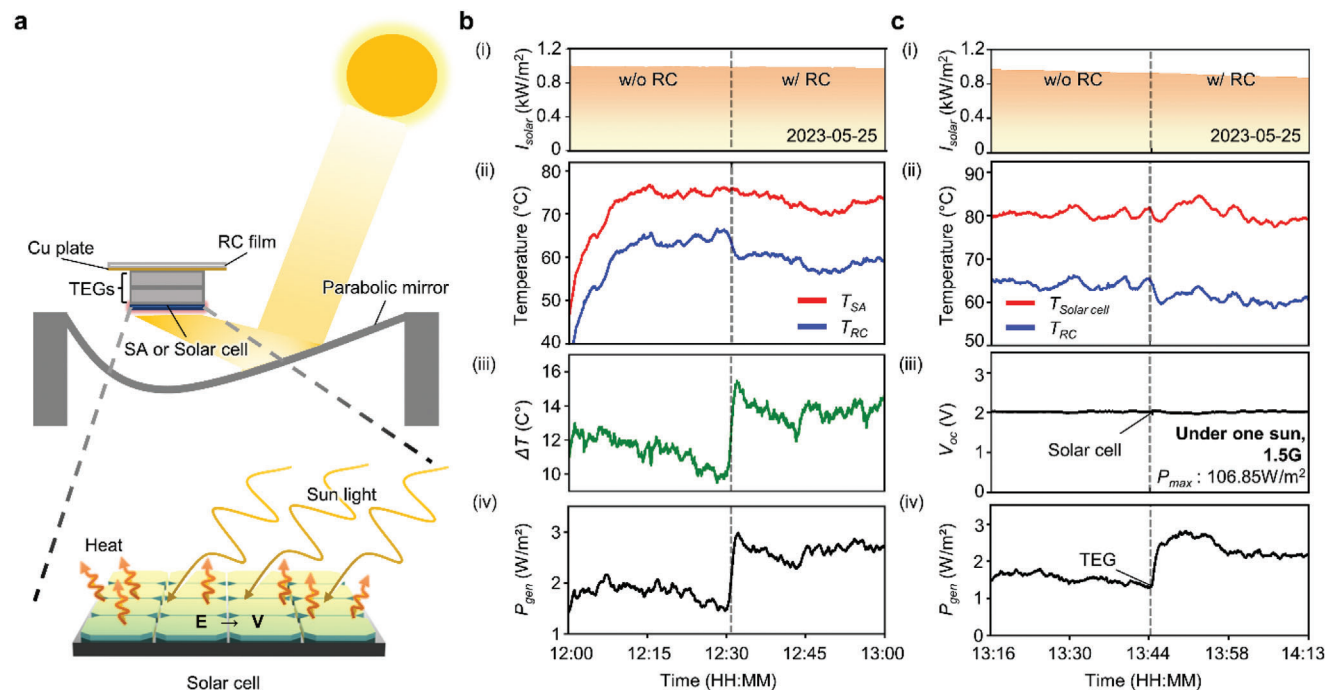 a
Cu plate
RC film
TEGs
Parabolic mirror
SA or Solar cell
Sun light
Heat
E → V
Solar cell
b
(i)
I_solar (kW/m²)
1.2
0.8
0.4
0
w/o RC
w/ RC
2023-05-25
(ii)
Temperature (°C)
80
70
60
50
40
T_SA
T_RC
(iii)
ΔT (C°)
18
16
14
12
10
8
(iv)
P_gen (W/m²)
3
2
1
12:00
12:15
12:30
12:45
13:00
Time (HH:MM)
c
(i)
I_solar (kW/m²)
1.2
0.8
0.4
0
w/o RC
w/ RC
2023-05-25
(ii)
Temperature (°C)
90
80
70
60
50
T_Solar cell
T_RC
(iii)
V_oc (V)
3
2
1
0
Solar cell
Under one sun,
1.5G
P_max : 106.85W/m²
(iv)
P_gen (W/m²)
3
2
1
0
TEG
13:16
13:30
13:44
13:58
14:13
Time (HH:MM)